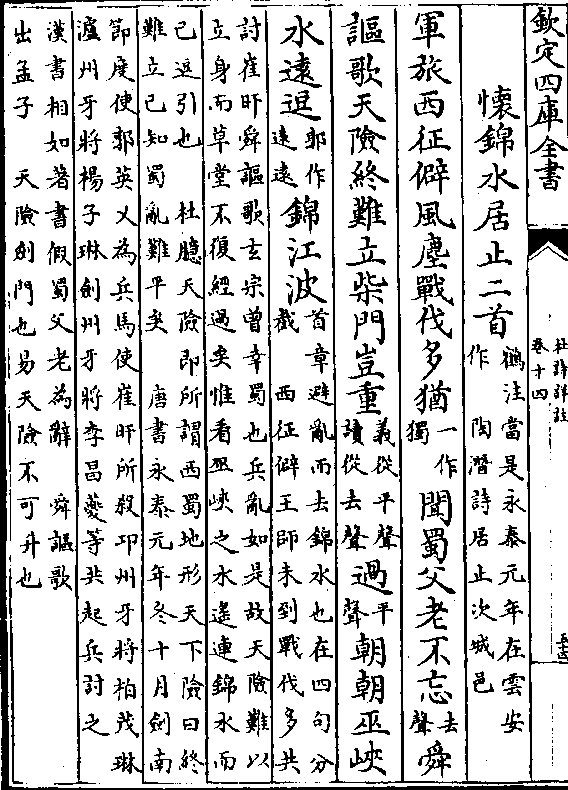 欽定四庫全書
杜詩詳註
卷十四
懷錦水居止二首鶴注當是永泰元年在雲安作 陶潛詩居止次城邑
軍旅西征僻風塵戰伐多猶一作獨聞蜀父老不忘去聲舜
謳歌天險終難立柴門豈重義從平聲讀從去聲過平聲朝朝巫峽
水遠逗郭作遠遠錦江波首章避亂而去錦水也在四句分截 西征僻王師未到戰伐多共
討崔旰舜謳歌玄宗曾幸蜀也兵亂如是故天險難以
立身而草堂不復經過矣惟看巫峽之水遙連錦水而
已逗引也 杜臆天險即所謂西蜀地形天下險曰終
難立已知蜀亂難平矣 唐書永泰元年冬十月劍南
節度使郭英乂為兵馬使崔旰所殺邛州牙將柏茂琳
瀘州牙將楊子琳劍州牙將李昌夔等共起兵討之
漢書相如著書假蜀父老為辭 舜謳歌
出孟子 天險劍門也易天險不可升也